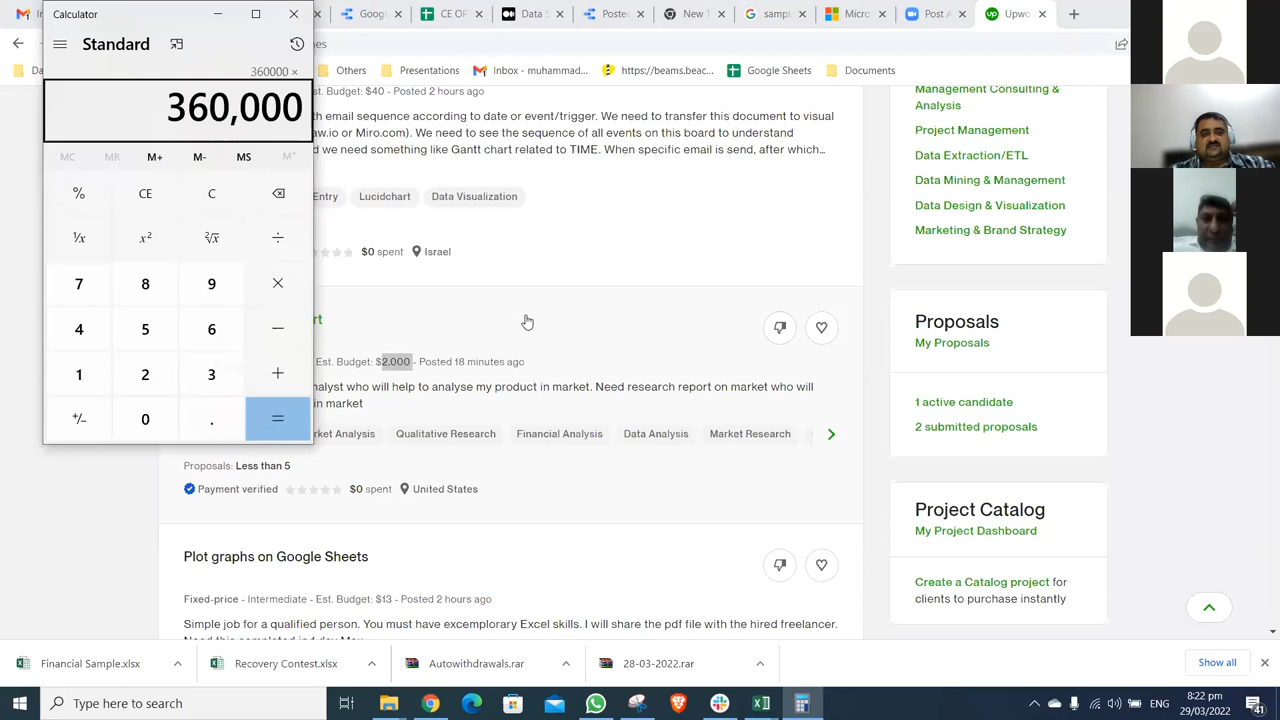 Calculator
Standard
360000 ×
360,000
MC MR M+ M- MS M˅
% CE C
¹/x x² ²√x ÷
7 8 9 ×
4 5 6 −
1 2 3 +
+/− 0 . =
Googl
CE OF
Data S
Postee
New T
sampl
Micro
Post A
Upwo
es
Others
Presentations
Inbox - muhammad...
https://beams.beac...
Google Sheets
Documents
Budget: $40 - Posted 2 hours ago
th email sequence according to date or event/trigger. We need to transfer this document to visual
aw.io or Miro.com). We need to see the sequence of all events on this board to understand
d we need something like Gantt chart related to TIME. When specific email is send, after which...
Entry Lucidchart Data Visualization
$0 spent Israel
rt
Est. Budget: $2,000 - Posted 18 minutes ago
nalyst who will help to analyse my product in market. Need research report on market who will
in market
rket Analysis Qualitative Research Financial Analysis Data Analysis Market Research
Proposals: Less than 5
Payment verified $0 spent United States
Plot graphs on Google Sheets
Fixed-price - Intermediate - Est. Budget: $13 - Posted 2 hours ago
Simple job for a qualified person. You must have excemplorary Excel skills. I will share the pdf file with the hired freelancer.
Management Consulting &
Analysis
Project Management
Data Extraction/ETL
Data Mining & Management
Data Design & Visualization
Marketing & Brand Strategy
Proposals
My Proposals
1 active candidate
2 submitted proposals
Project Catalog
My Project Dashboard
Create a Catalog project for
clients to purchase instantly
Financial Sample.xlsx
Recovery Contest.xlsx
Autowithdrawals.rar
28-03-2022.rar
Show all
Type here to search
ENG
8:22 pm
29/03/2022
41